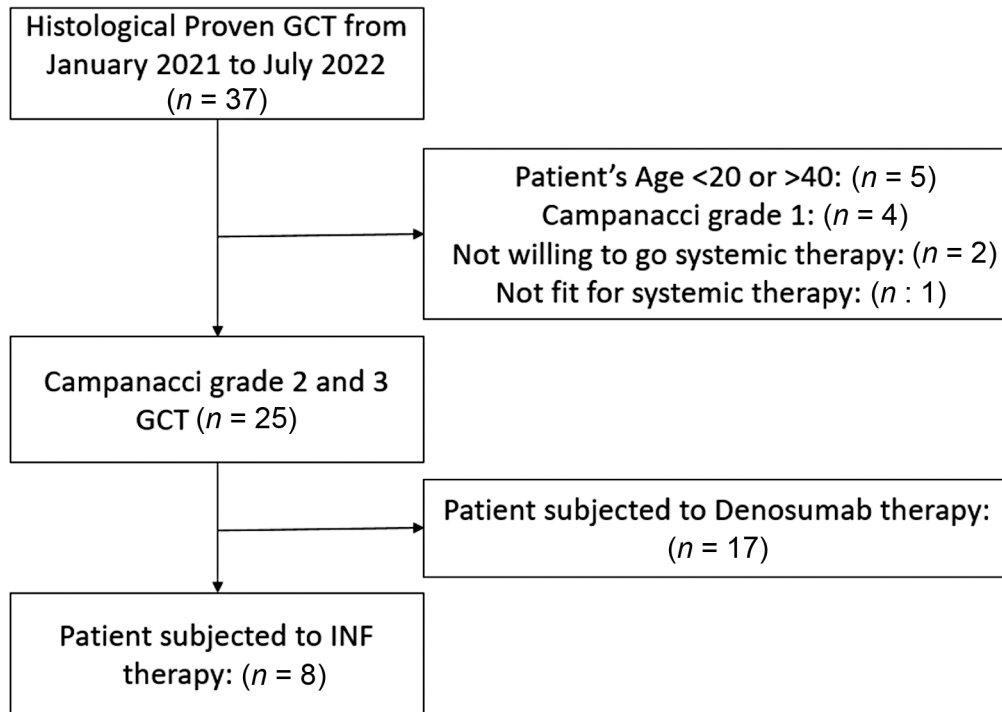 Histological Proven GCT from
January 2021 to July 2022
(n = 37)
Patient’s Age <20 or >40: (n = 5)
Campanacci grade 1: (n = 4)
Not willing to go systemic therapy: (n = 2)
Not fit for systemic therapy: (n : 1)
Campanacci grade 2 and 3
GCT (n = 25)
Patient subjected to Denosumab therapy:
(n = 17)
Patient subjected to INF
therapy: (n = 8)